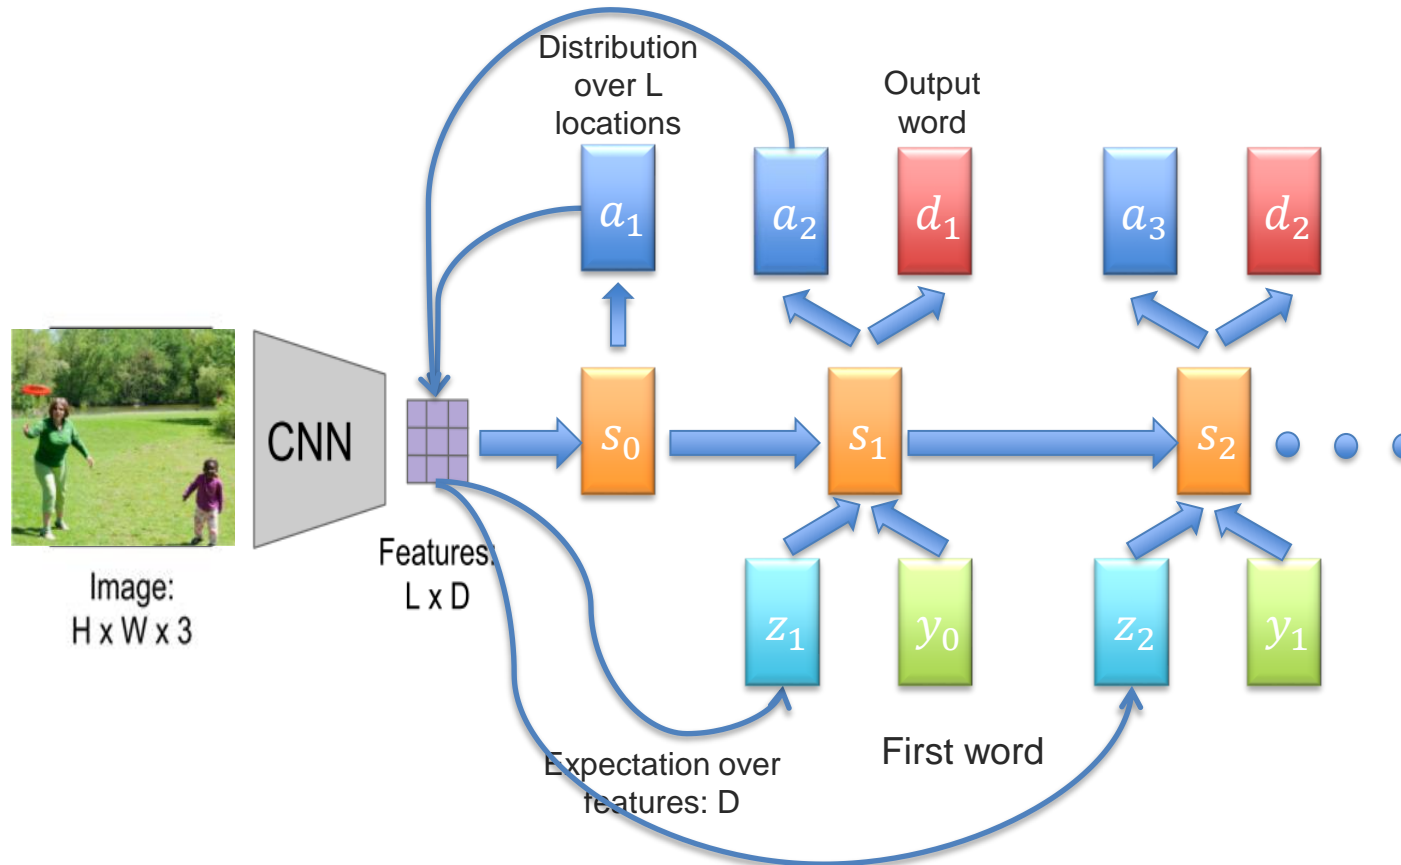 Distribution
over L
locations
Output
word
a₁
a₂
d₁
a₃
d₂
CNN
s₀
s₁
s₂
Features:
L x D
Image:
H x W x 3
z₁
y₀
z₂
y₁
First word
Expectation over
features: D